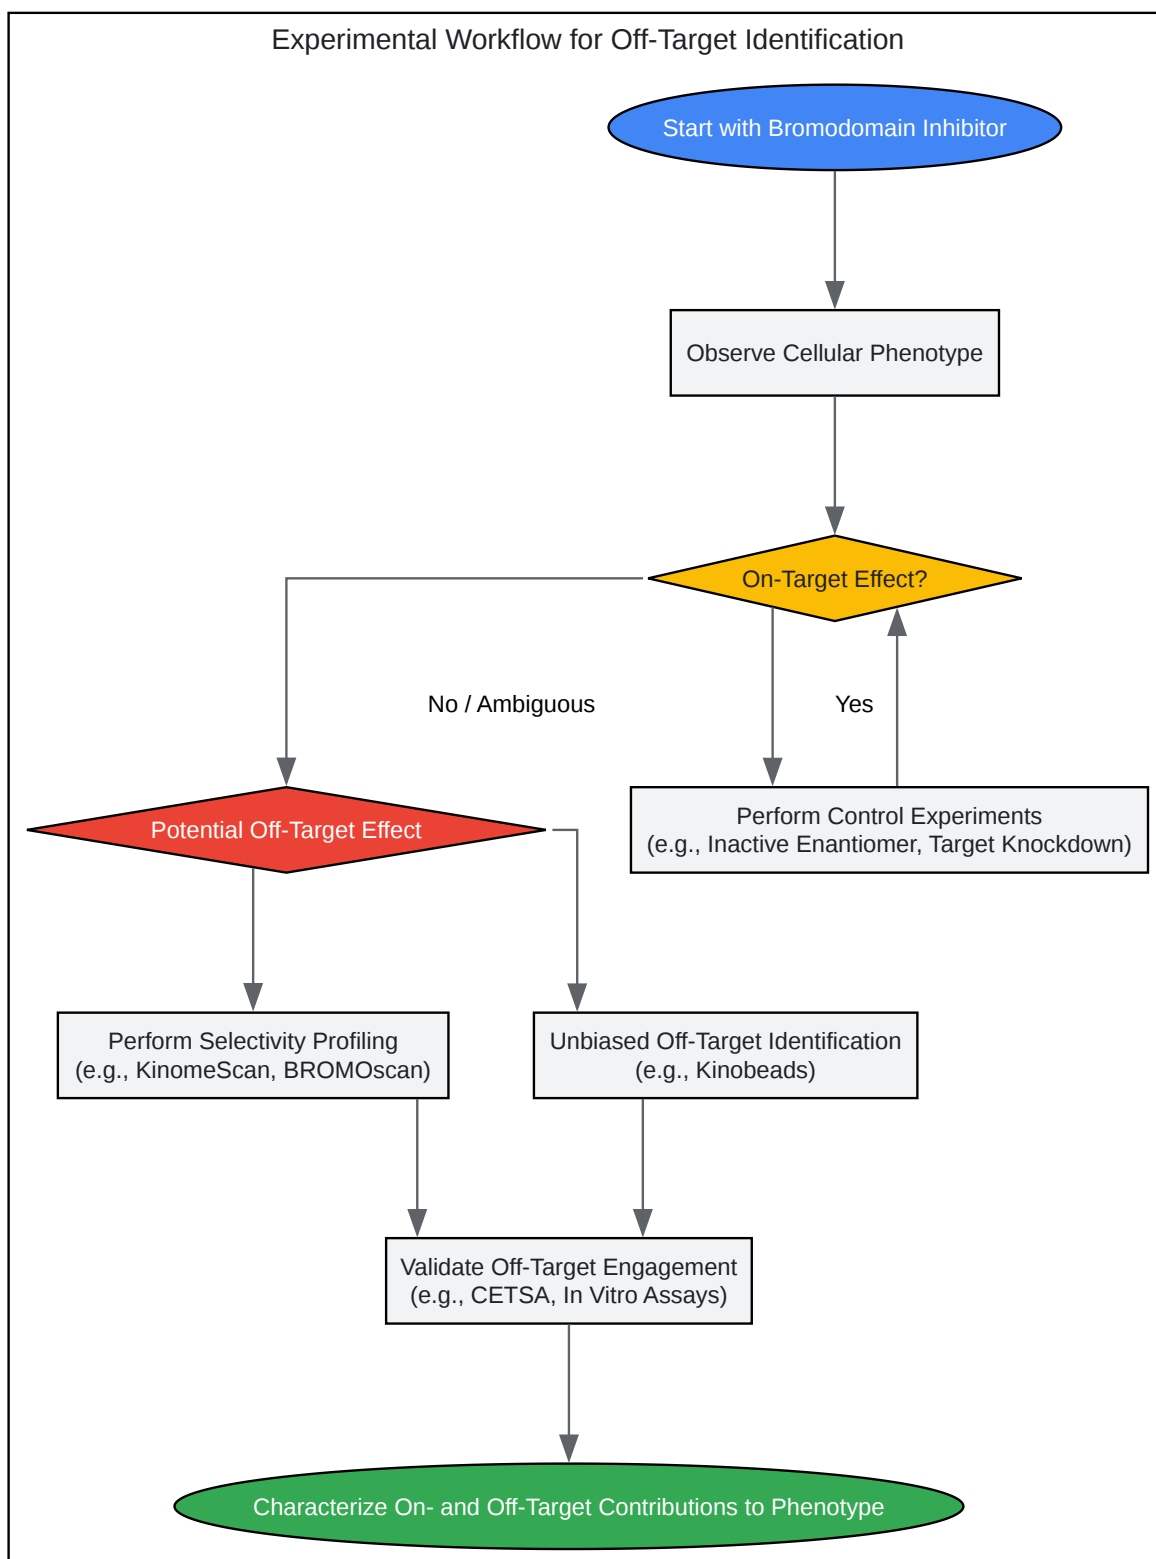 Experimental Workflow for Off-Target Identification
Start with Bromodomain Inhibitor
Observe Cellular Phenotype
On-Target Effect?
No / Ambiguous
Yes
Potential Off-Target Effect
Perform Control Experiments
(e.g., Inactive Enantiomer, Target Knockdown)
Perform Selectivity Profiling
(e.g., KinomeScan, BROMOscan)
Unbiased Off-Target Identification
(e.g., Kinobeads)
Validate Off-Target Engagement
(e.g., CETSA, In Vitro Assays)
Characterize On- and Off-Target Contributions to Phenotype